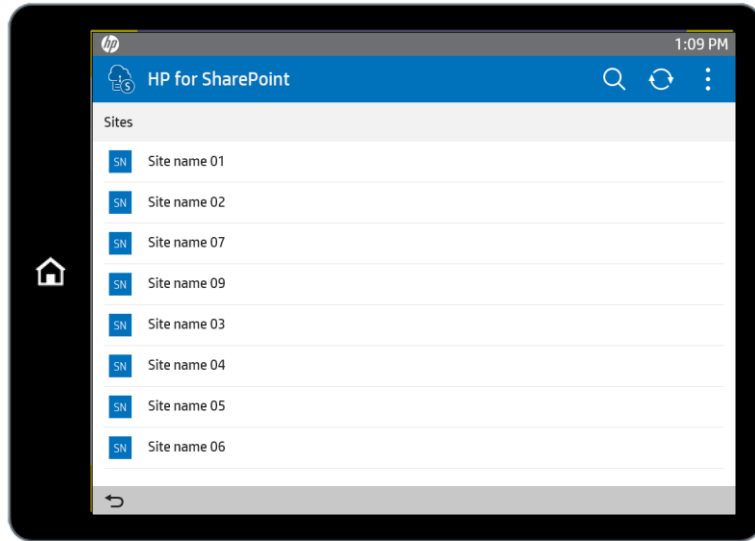 hp
1:09 PM
HP for SharePoint
S
Sites
SN Site name 01
SN Site name 02
SN Site name 07
SN Site name 09
SN Site name 03
SN Site name 04
SN Site name 05
SN Site name 06